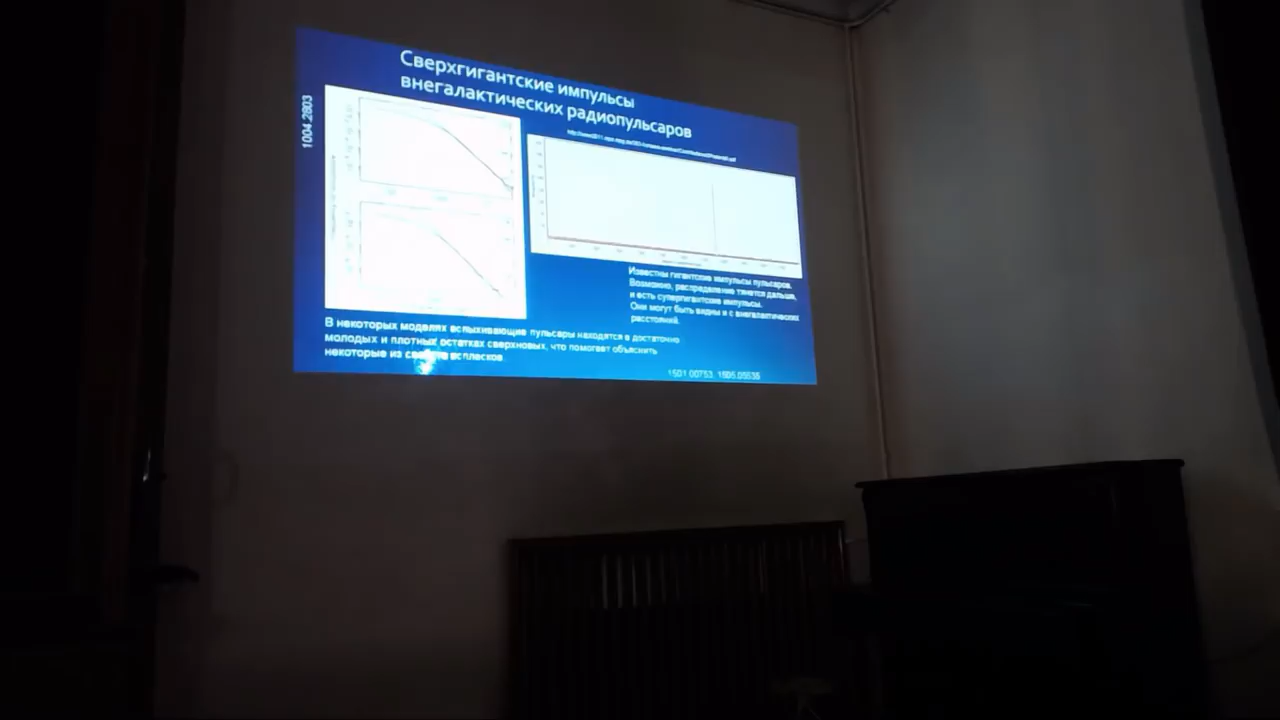 Сверхгигантские импульсы
внегалактических радиопульсаров
1004.2803
Известны гигантские импульсы пульсаров.
Возможно, распределение тянется дальше,
и есть супергигантские импульсы.
Они могут быть видны и с внегалактических
расстояний.
В некоторых моделях вспыхивающие пульсары находятся в достаточно
молодых и плотных остатках сверхновых, что помогает объяснить
некоторые из свойств всплесков.
1501.00753, 1505.05535